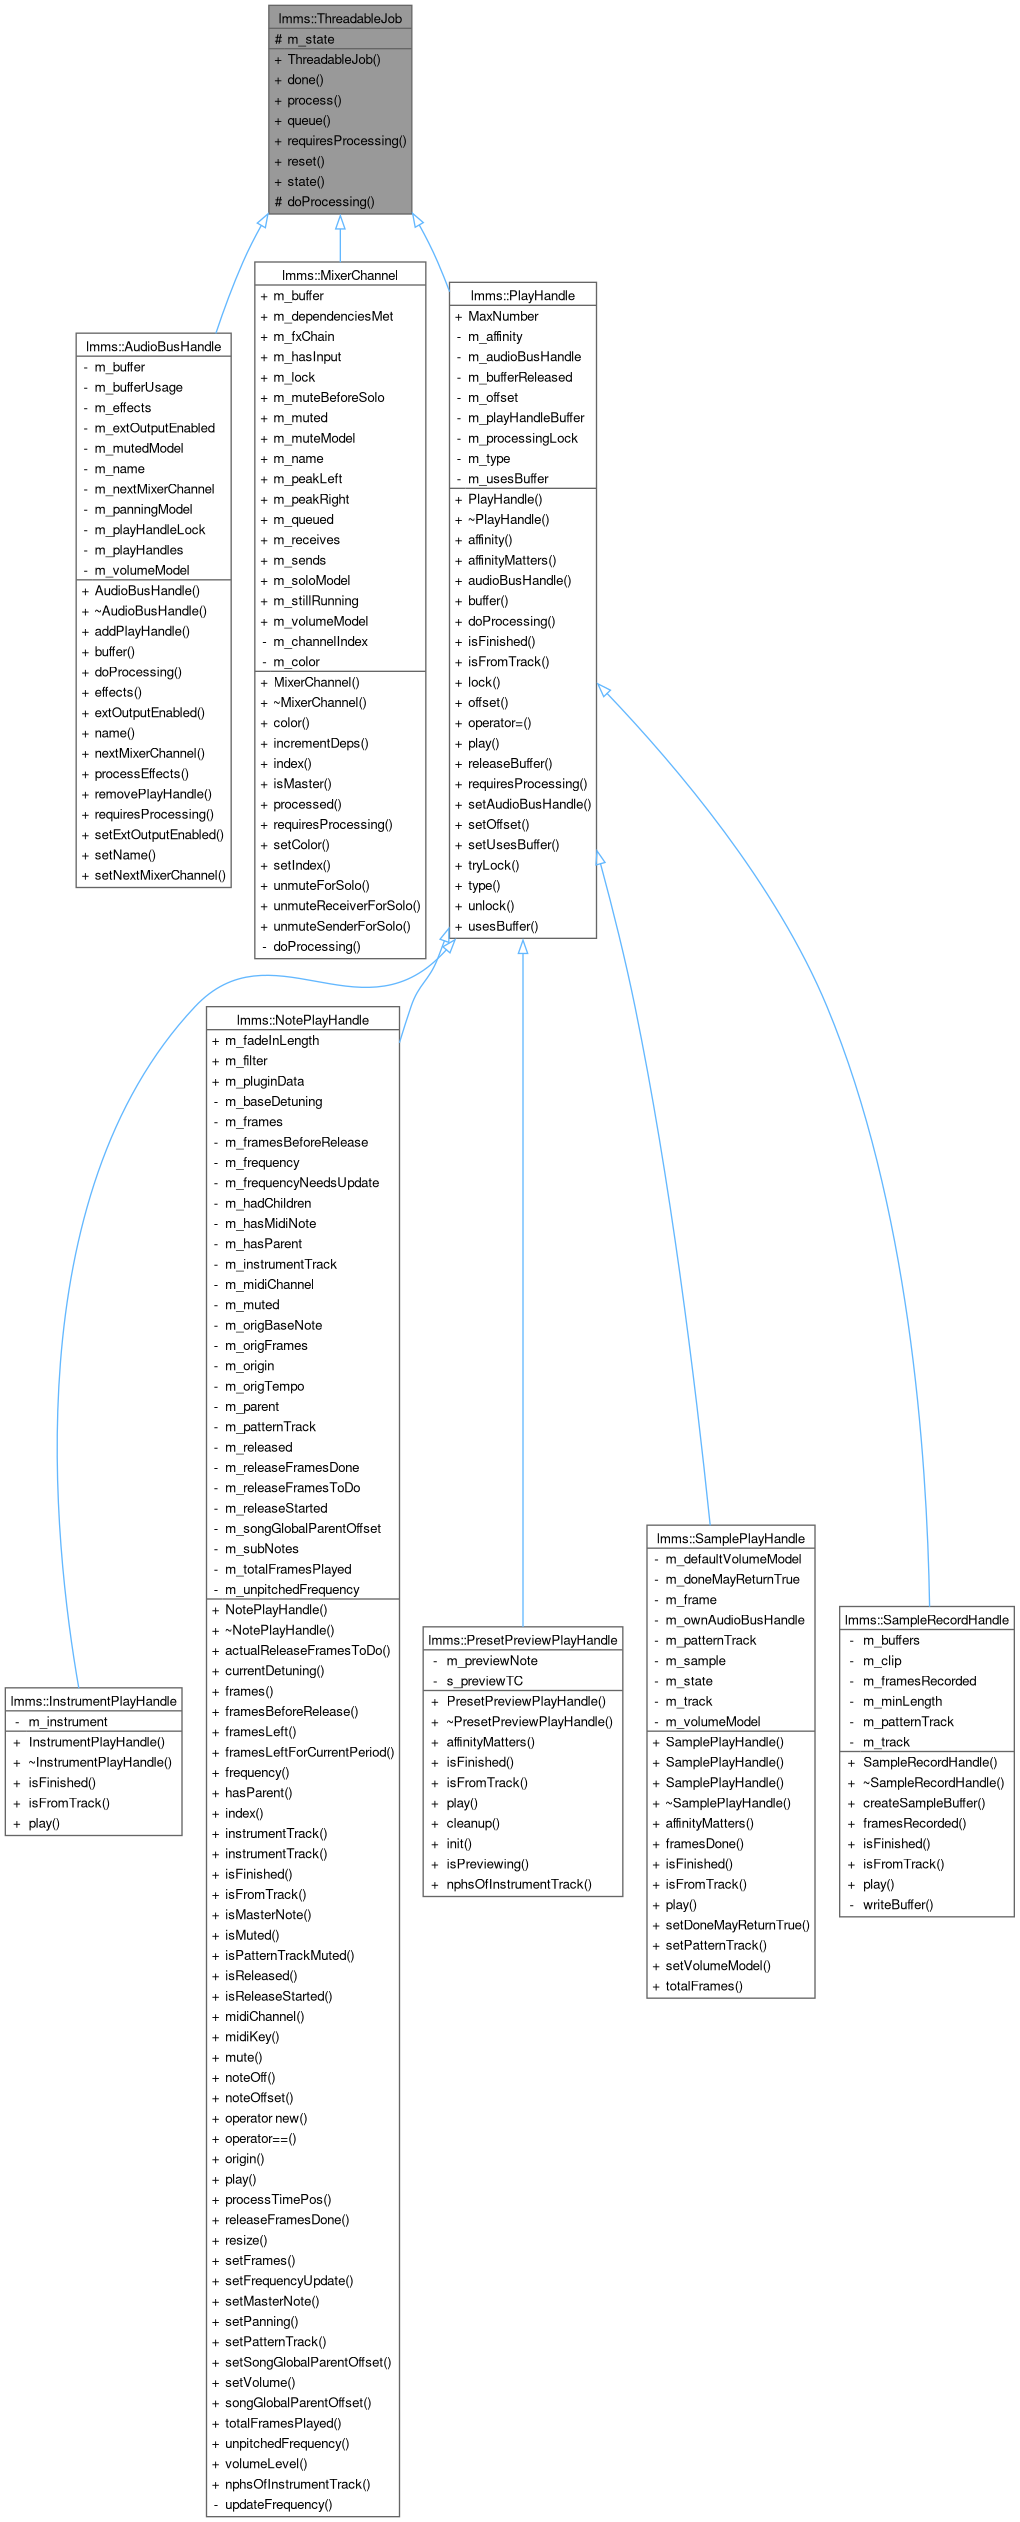 lmms::ThreadableJob
# m_state
+ ThreadableJob()
+ done()
+ process()
+ queue()
+ requiresProcessing()
+ reset()
+ state()
# doProcessing()
lmms::AudioBusHandle
- m_buffer
- m_bufferUsage
- m_effects
- m_extOutputEnabled
- m_mutedModel
- m_name
- m_nextMixerChannel
- m_panningModel
- m_playHandleLock
- m_playHandles
- m_volumeModel
+ AudioBusHandle()
+ ~AudioBusHandle()
+ addPlayHandle()
+ buffer()
+ doProcessing()
+ effects()
+ extOutputEnabled()
+ name()
+ nextMixerChannel()
+ processEffects()
+ removePlayHandle()
+ requiresProcessing()
+ setExtOutputEnabled()
+ setName()
+ setNextMixerChannel()
lmms::MixerChannel
+ m_buffer
+ m_dependenciesMet
+ m_fxChain
+ m_hasInput
+ m_lock
+ m_muteBeforeSolo
+ m_muted
+ m_muteModel
+ m_name
+ m_peakLeft
+ m_peakRight
+ m_queued
+ m_receives
+ m_sends
+ m_soloModel
+ m_stillRunning
+ m_volumeModel
- m_channelIndex
- m_color
+ MixerChannel()
+ ~MixerChannel()
+ color()
+ incrementDeps()
+ index()
+ isMaster()
+ processed()
+ requiresProcessing()
+ setColor()
+ setIndex()
+ unmuteForSolo()
+ unmuteReceiverForSolo()
+ unmuteSenderForSolo()
- doProcessing()
lmms::PlayHandle
+ MaxNumber
- m_affinity
- m_audioBusHandle
- m_bufferReleased
- m_offset
- m_playHandleBuffer
- m_processingLock
- m_type
- m_usesBuffer
+ PlayHandle()
+ ~PlayHandle()
+ affinity()
+ affinityMatters()
+ audioBusHandle()
+ buffer()
+ doProcessing()
+ isFinished()
+ isFromTrack()
+ lock()
+ offset()
+ operator=()
+ play()
+ releaseBuffer()
+ requiresProcessing()
+ setAudioBusHandle()
+ setOffset()
+ setUsesBuffer()
+ tryLock()
+ type()
+ unlock()
+ usesBuffer()
lmms::InstrumentPlayHandle
- m_instrument
+ InstrumentPlayHandle()
+ ~InstrumentPlayHandle()
+ isFinished()
+ isFromTrack()
+ play()
lmms::NotePlayHandle
+ m_fadeInLength
+ m_filter
+ m_pluginData
- m_baseDetuning
- m_frames
- m_framesBeforeRelease
- m_frequency
- m_frequencyNeedsUpdate
- m_hadChildren
- m_hasMidiNote
- m_hasParent
- m_instrumentTrack
- m_midiChannel
- m_muted
- m_origBaseNote
- m_origFrames
- m_origin
- m_origTempo
- m_parent
- m_patternTrack
- m_released
- m_releaseFramesDone
- m_releaseFramesToDo
- m_releaseStarted
- m_songGlobalParentOffset
- m_subNotes
- m_totalFramesPlayed
- m_unpitchedFrequency
+ NotePlayHandle()
+ ~NotePlayHandle()
+ actualReleaseFramesToDo()
+ currentDetuning()
+ frames()
+ framesBeforeRelease()
+ framesLeft()
+ framesLeftForCurrentPeriod()
+ frequency()
+ hasParent()
+ index()
+ instrumentTrack()
+ instrumentTrack()
+ isFinished()
+ isFromTrack()
+ isMasterNote()
+ isMuted()
+ isPatternTrackMuted()
+ isReleased()
+ isReleaseStarted()
+ midiChannel()
+ midiKey()
+ mute()
+ noteOff()
+ noteOffset()
+ operator new()
+ operator==()
+ origin()
+ play()
+ processTimePos()
+ releaseFramesDone()
+ resize()
+ setFrames()
+ setFrequencyUpdate()
+ setMasterNote()
+ setPanning()
+ setPatternTrack()
+ setSongGlobalParentOffset()
+ setVolume()
+ songGlobalParentOffset()
+ totalFramesPlayed()
+ unpitchedFrequency()
+ volumeLevel()
+ nphsOfInstrumentTrack()
- updateFrequency()
lmms::PresetPreviewPlayHandle
- m_previewNote
- s_previewTC
+ PresetPreviewPlayHandle()
+ ~PresetPreviewPlayHandle()
+ affinityMatters()
+ isFinished()
+ isFromTrack()
+ play()
+ cleanup()
+ init()
+ isPreviewing()
+ nphsOfInstrumentTrack()
lmms::SamplePlayHandle
- m_defaultVolumeModel
- m_doneMayReturnTrue
- m_frame
- m_ownAudioBusHandle
- m_patternTrack
- m_sample
- m_state
- m_track
- m_volumeModel
+ SamplePlayHandle()
+ SamplePlayHandle()
+ SamplePlayHandle()
+ ~SamplePlayHandle()
+ affinityMatters()
+ framesDone()
+ isFinished()
+ isFromTrack()
+ play()
+ setDoneMayReturnTrue()
+ setPatternTrack()
+ setVolumeModel()
+ totalFrames()
lmms::SampleRecordHandle
- m_buffers
- m_clip
- m_framesRecorded
- m_minLength
- m_patternTrack
- m_track
+ SampleRecordHandle()
+ ~SampleRecordHandle()
+ createSampleBuffer()
+ framesRecorded()
+ isFinished()
+ isFromTrack()
+ play()
- writeBuffer()